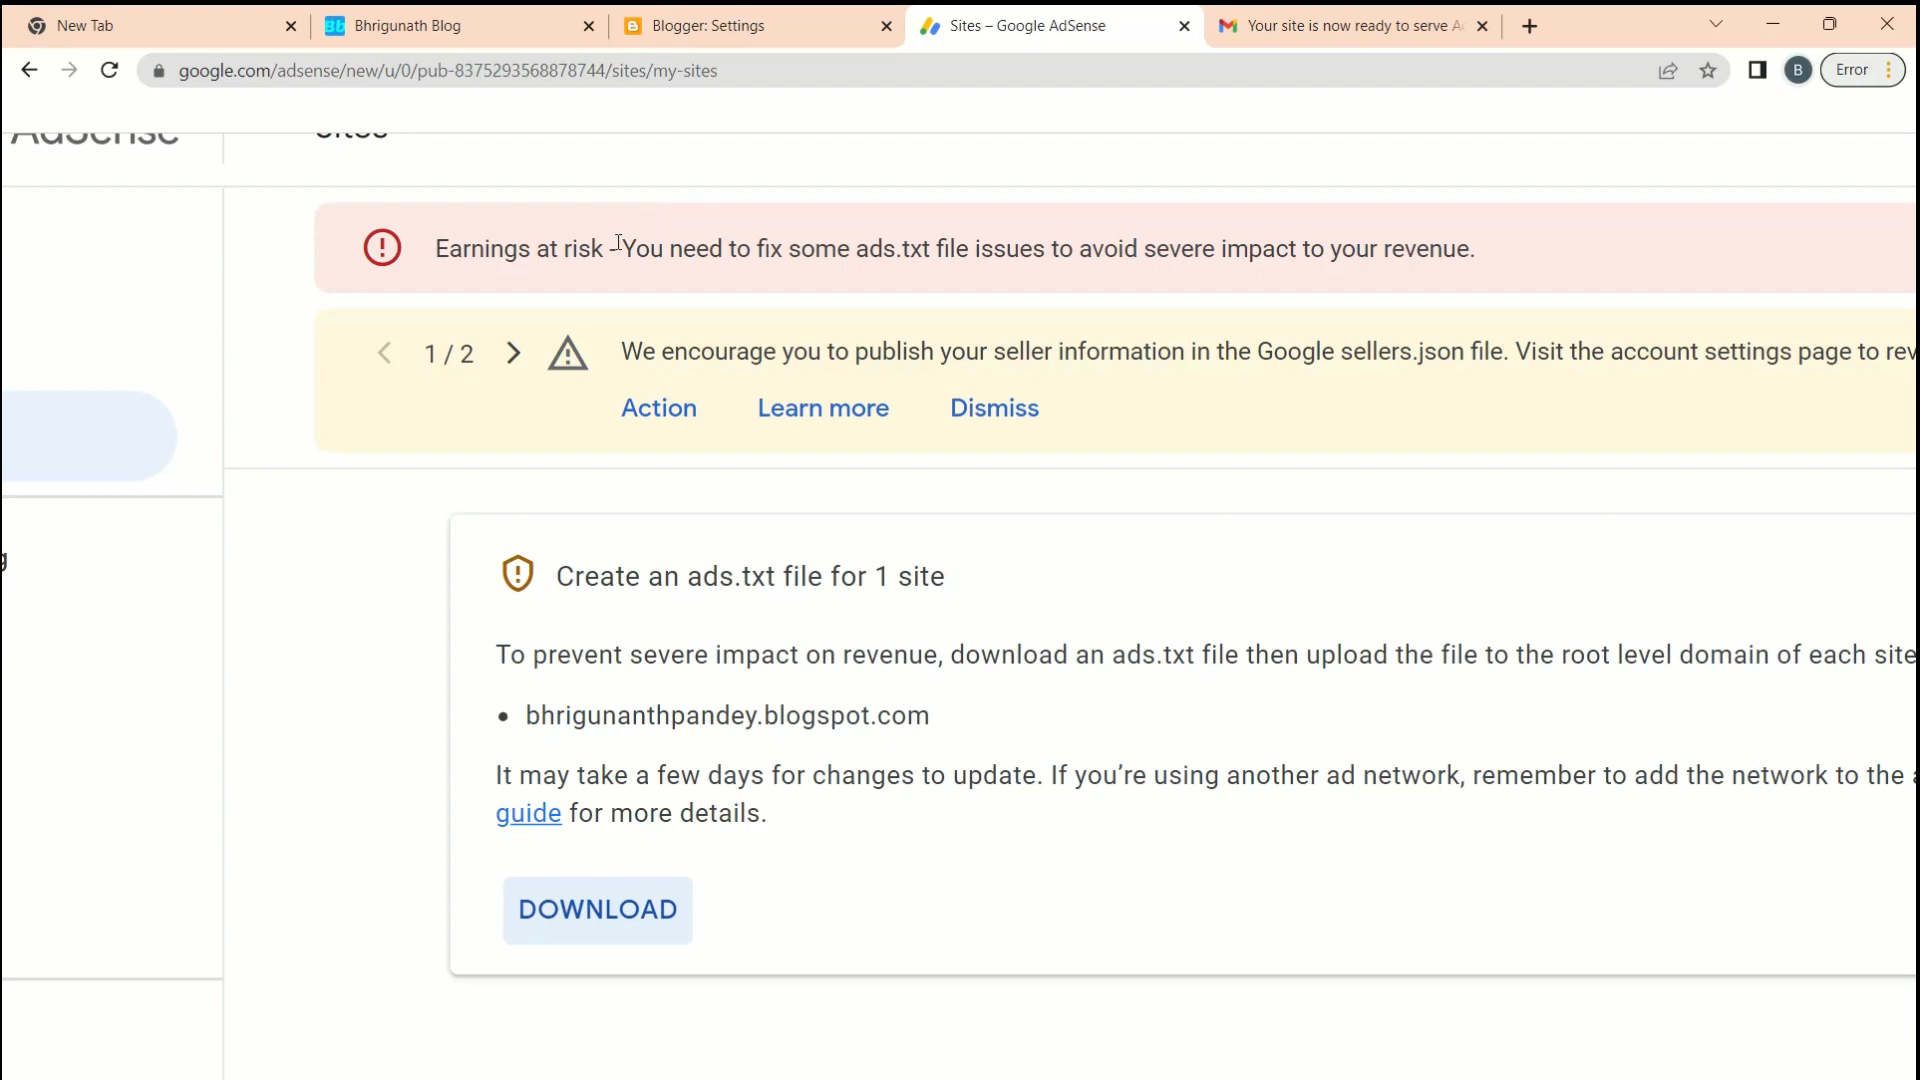 New Tab
Bhrigunath Blog
Blogger: Settings
Sites – Google AdSense
Your site is now ready to serve A
google.com/adsense/new/u/0/pub-8375293568878744/sites/my-sites
B
Error
AdSense
Sites
Earnings at risk - You need to fix some ads.txt file issues to avoid severe impact to your revenue.
1 / 2
We encourage you to publish your seller information in the Google sellers.json file. Visit the account settings page to rev
Action Learn more Dismiss
g
Create an ads.txt file for 1 site
To prevent severe impact on revenue, download an ads.txt file then upload the file to the root level domain of each site
• bhrigunanthpandey.blogspot.com
It may take a few days for changes to update. If you’re using another ad network, remember to add the network to the a
guide for more details.
DOWNLOAD